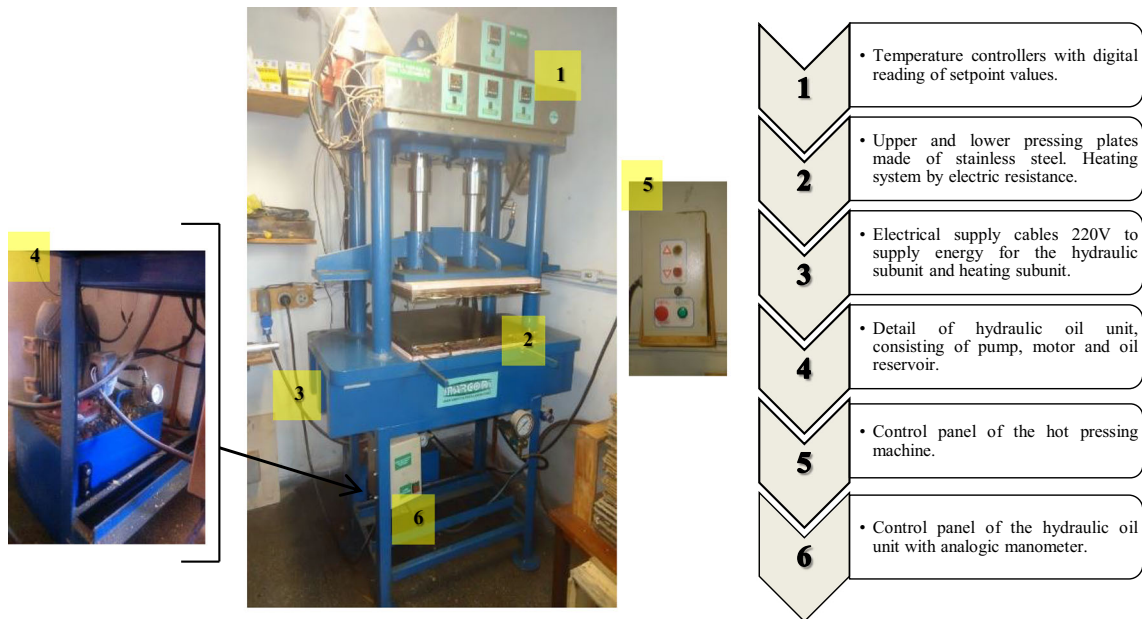 1
5
4
2
3
MARCONI
6
1
• Temperature controllers with digital
reading of setpoint values.
2
• Upper and lower pressing plates
made of stainless steel. Heating
system by electric resistance.
3
• Electrical supply cables 220V to
supply energy for the hydraulic
subunit and heating subunit.
4
• Detail of hydraulic oil unit,
consisting of pump, motor and oil
reservoir.
5
• Control panel of the hot pressing
machine.
6
• Control panel of the hydraulic oil
unit with analogic manometer.